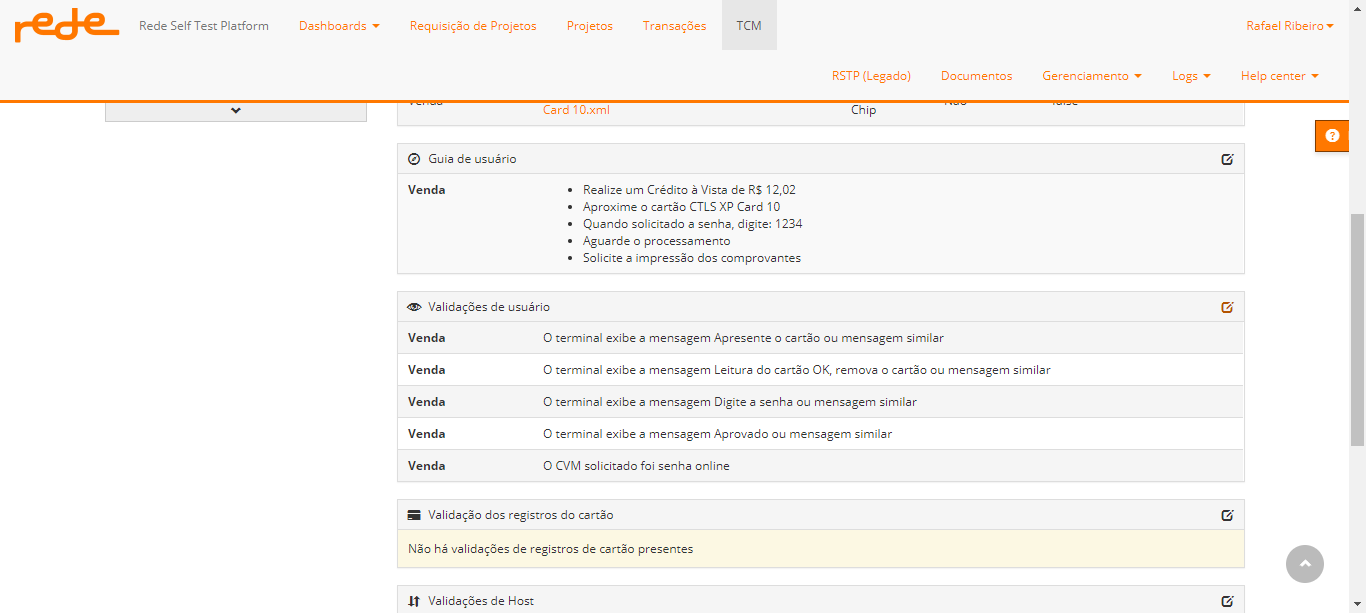 rede Rede Self Test Platform Dashboards Requisição de Projetos Projetos Transações TCM Rafael Ribeiro
RSTP (Legado) Documentos Gerenciamento Logs Help center
Venda Card 10.xml Chip Não false
Guia de usuário
Venda
Realize um Crédito à Vista de R$ 12,02
Aproxime o cartão CTLS XP Card 10
Quando solicitado a senha, digite: 1234
Aguarde o processamento
Solicite a impressão dos comprovantes
Validações de usuário
Venda O terminal exibe a mensagem Apresente o cartão ou mensagem similar
Venda O terminal exibe a mensagem Leitura do cartão OK, remova o cartão ou mensagem similar
Venda O terminal exibe a mensagem Digite a senha ou mensagem similar
Venda O terminal exibe a mensagem Aprovado ou mensagem similar
Venda O CVM solicitado foi senha online
Validação dos registros do cartão
Não há validações de registros de cartão presentes
Validações de Host